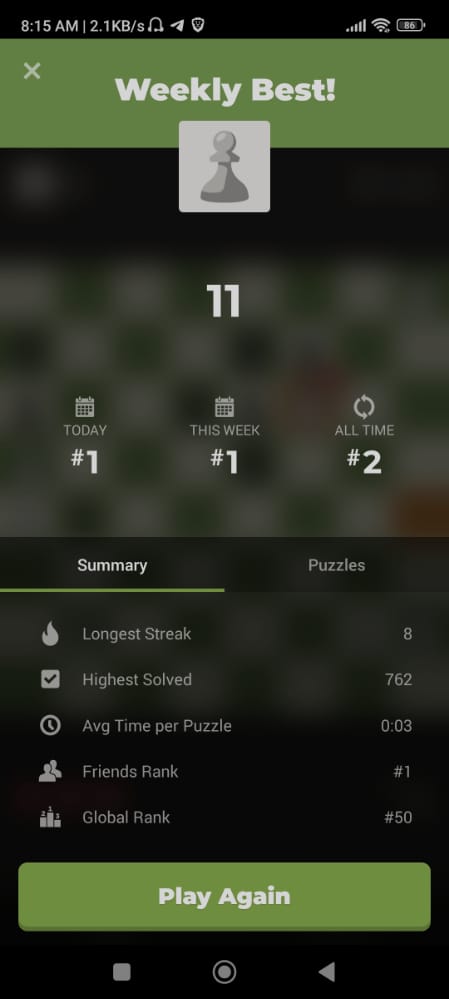 8:15 AM | 2.1KB/s
86
Weekly Best!
11
TODAY
THIS WEEK
ALL TIME
#1
#1
#2
Summary
Puzzles
Longest Streak 8
Highest Solved 762
Avg Time per Puzzle 0:03
Friends Rank #1
Global Rank #50
Play Again